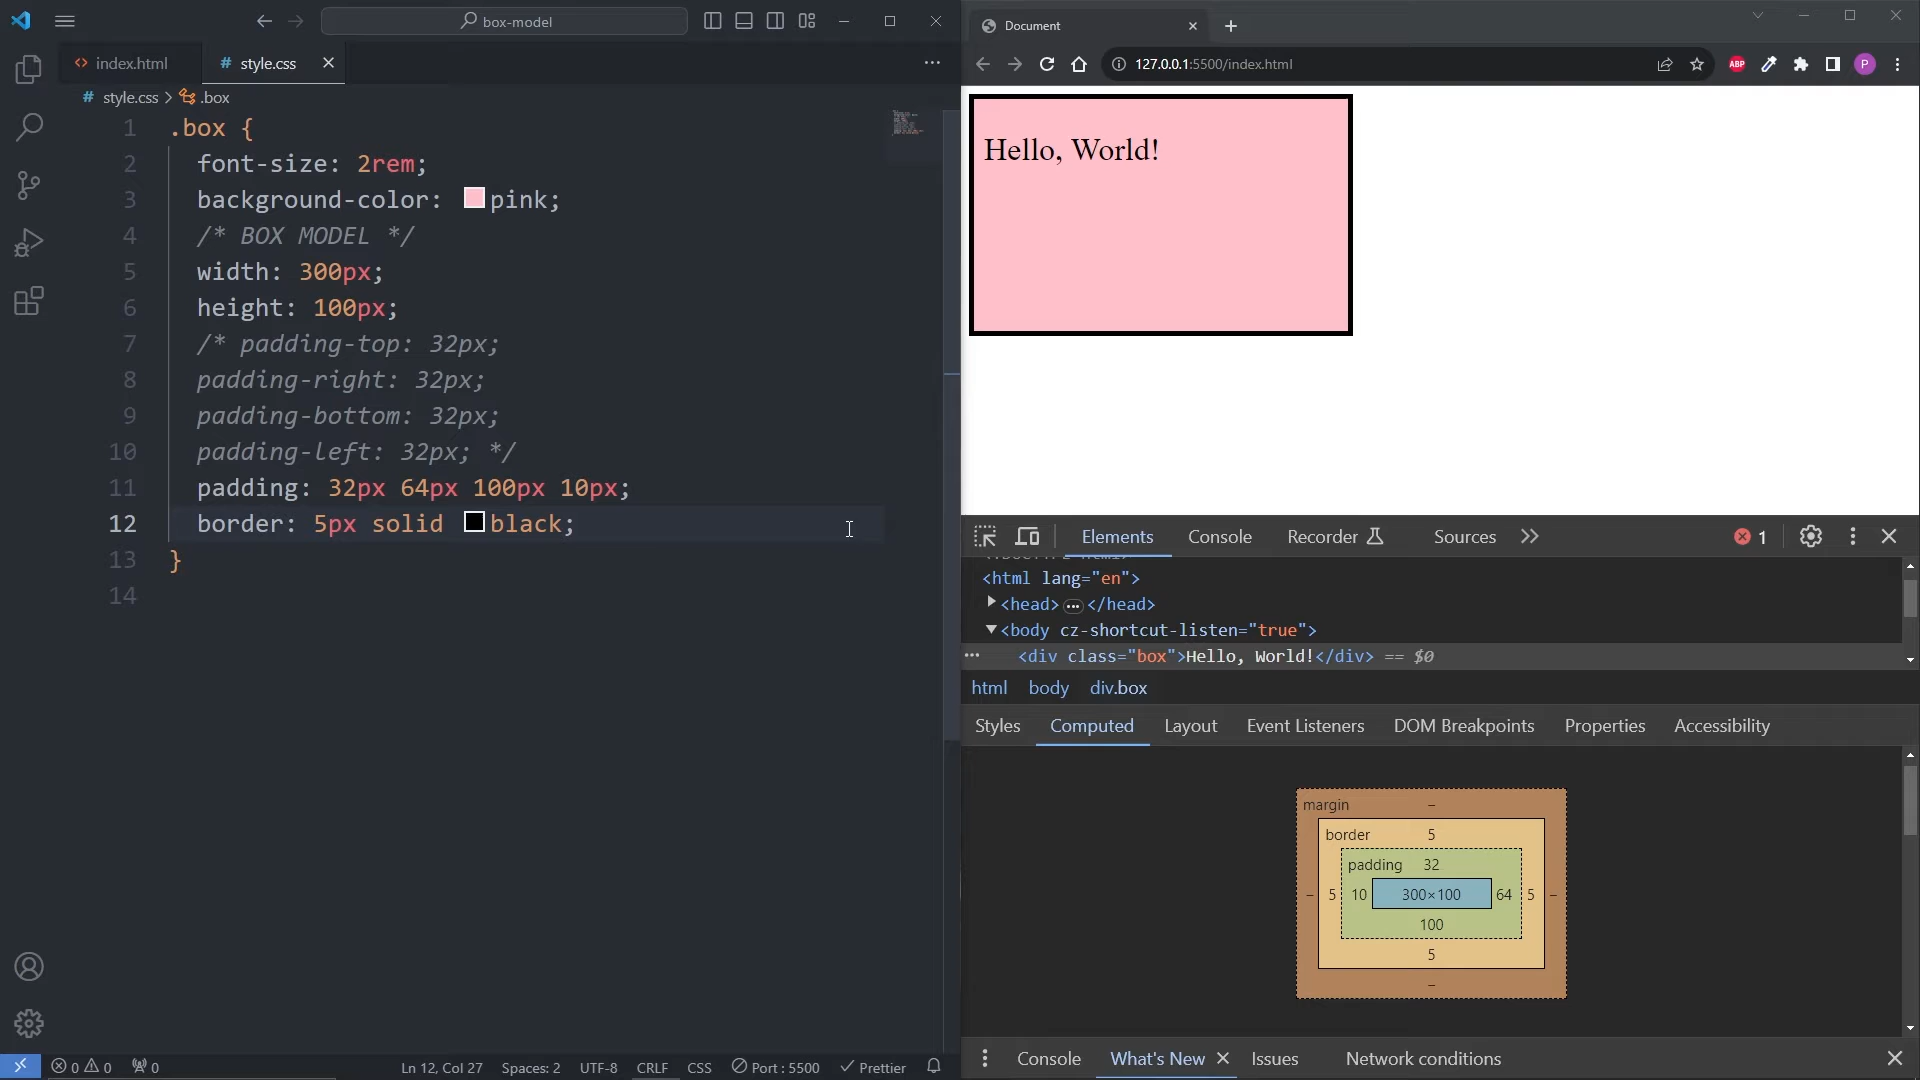 box-model
index.html
# style.css
# style.css > .box
1 .box {
2 font-size: 2rem;
3 background-color: pink;
4 /* BOX MODEL */
5 width: 300px;
6 height: 100px;
7 /* padding-top: 32px;
8 padding-right: 32px;
9 padding-bottom: 32px;
10 padding-left: 32px; */
11 padding: 32px 64px 100px 10px;
12 border: 5px solid black;
13 }
14
0 0 0
Ln 12, Col 27 Spaces: 2 UTF-8 CRLF CSS Port : 5500 Prettier
Document
127.0.0.1:5500/index.html
ABP
P
Hello, World!
Elements Console Recorder Sources 1
<html lang="en">
<head> ... </head>
<body cz-shortcut-listen="true">
<div class="box">Hello, World!</div> == $0
html body div.box
Styles Computed Layout Event Listeners DOM Breakpoints Properties Accessibility
margin –
border 5
padding 32
– 5 10 300×100 64 5 –
100
5
–
Console What's New Issues Network conditions